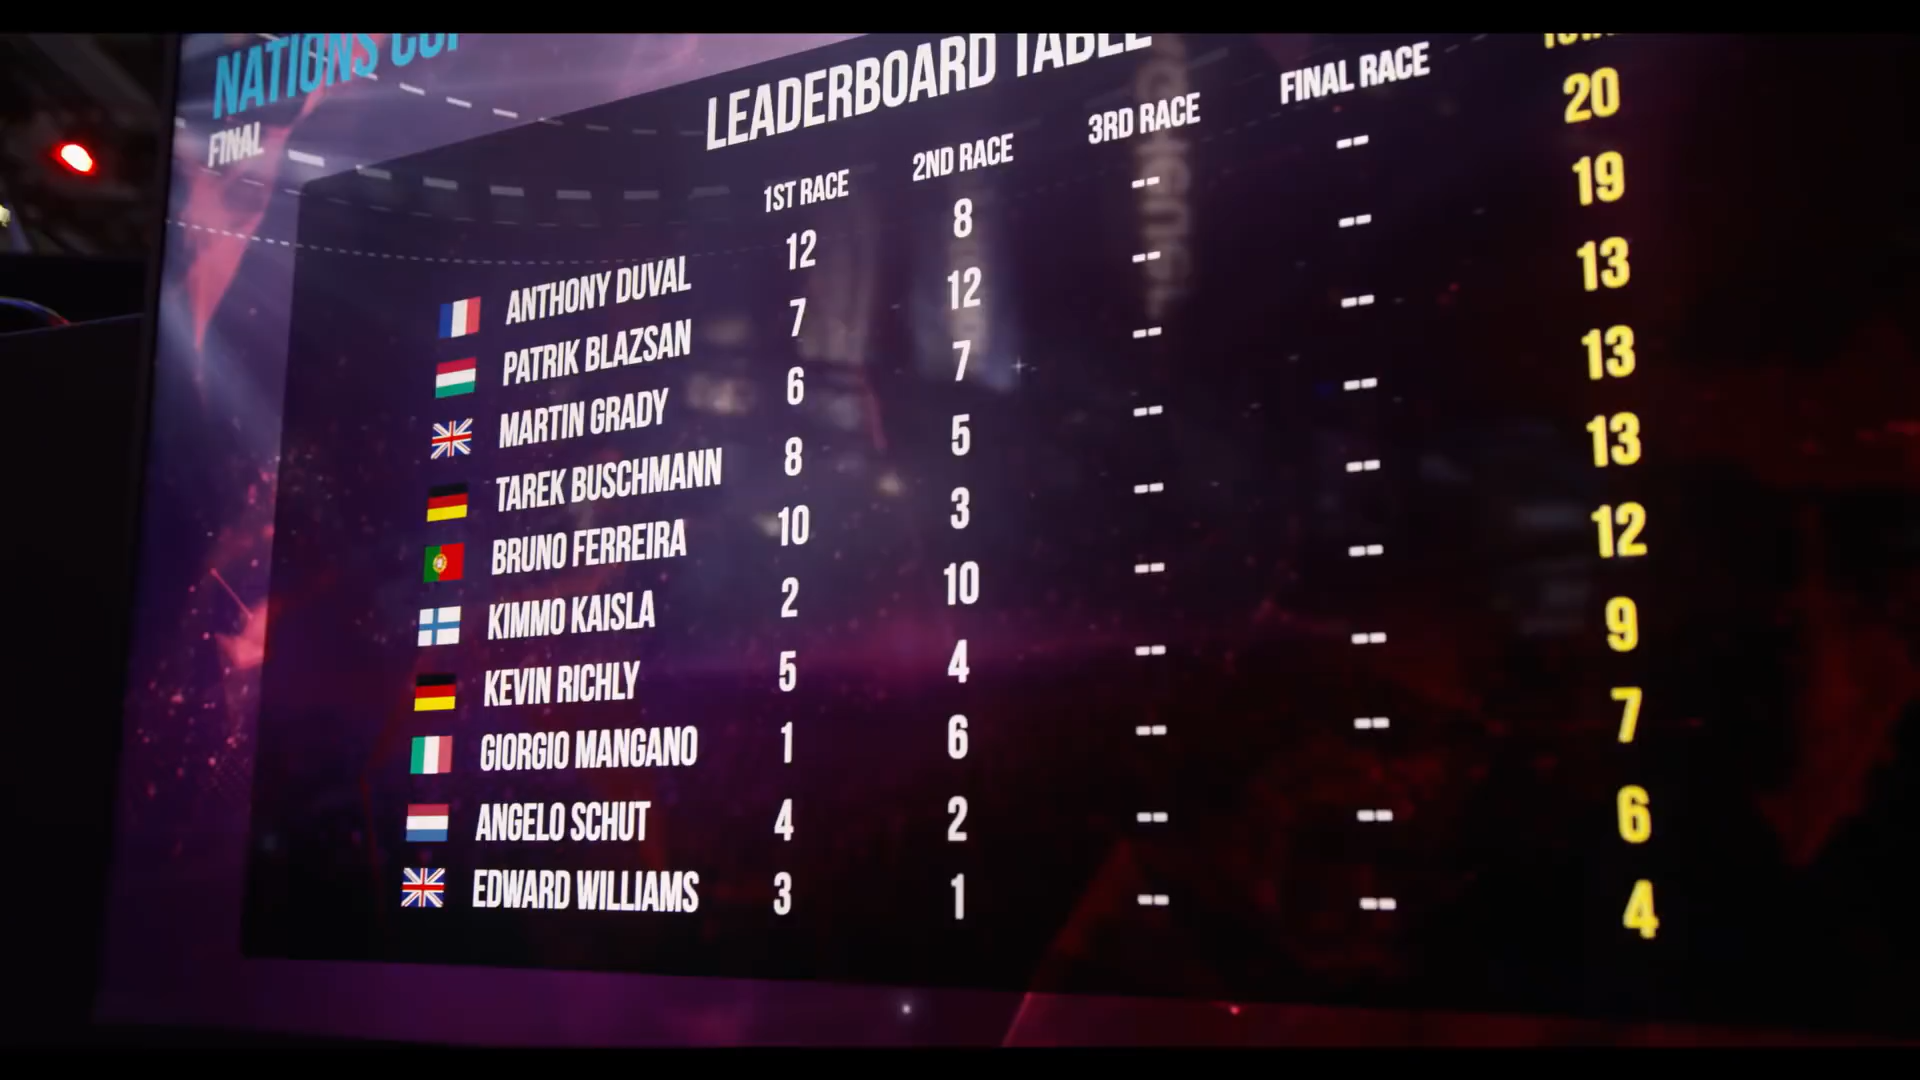 NATIONS CUP
FINAL
LEADERBOARD TABLE
1ST RACE 2ND RACE 3RD RACE FINAL RACE
ANTHONY DUVAL 12 8 -- -- 20
PATRIK BLAZSAN 7 12 -- -- 19
MARTIN GRADY 6 7 -- -- 13
TAREK BUSCHMANN 8 5 -- -- 13
BRUNO FERREIRA 10 3 -- -- 13
KIMMO KAISLA 2 10 -- -- 12
KEVIN RICHLY 5 4 -- -- 9
GIORGIO MANGANO 1 6 -- -- 7
ANGELO SCHUT 4 2 -- -- 6
EDWARD WILLIAMS 3 1 -- -- 4